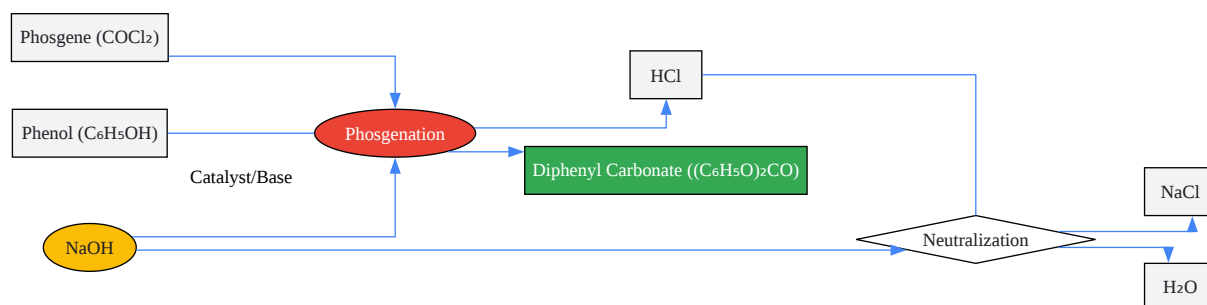 Phosgene (COCl₂)
HCl
Phenol (C₆H₅OH)
Phosgenation
Diphenyl Carbonate ((C₆H₅O)₂CO)
Catalyst/Base
NaCl
NaOH
Neutralization
H₂O